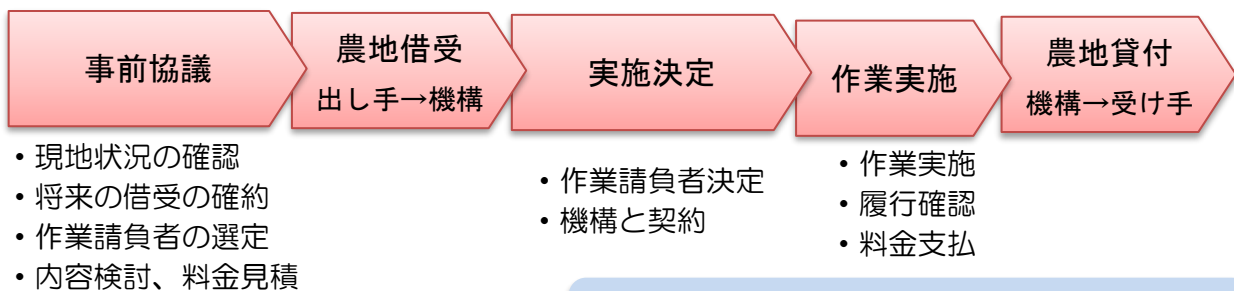 事前協議
農地借受
出し手→機構
実施決定
作業実施
農地貸付
機構→受け手
・現地状況の確認
・将来の借受の確約
・作業請負者の選定
・内容検討、料金見積
・作業請負者決定
・機構と契約
・作業実施
・履行確認
・料金支払